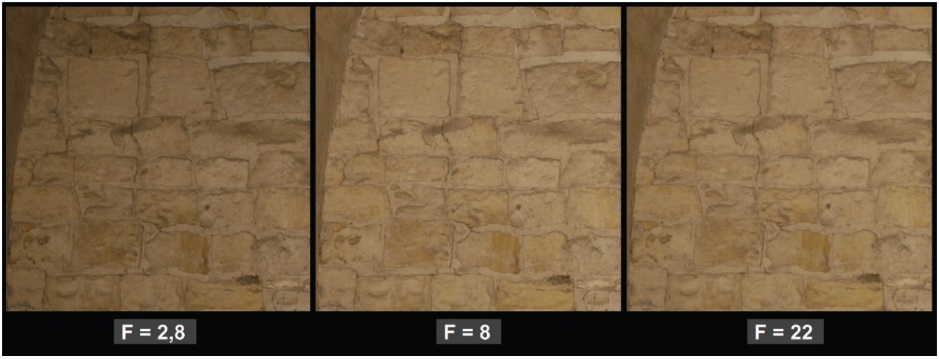 F = 2,8
F = 8
F = 22